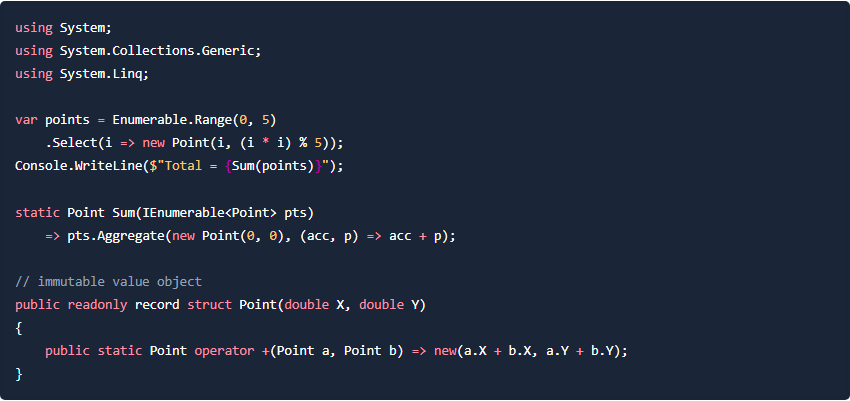 using System;
using System.Collections.Generic;
using System.Linq;

var points = Enumerable.Range(0, 5)
    .Select(i => new Point(i, (i * i) % 5));
Console.WriteLine($"Total = {Sum(points)}");

static Point Sum(IEnumerable<Point> pts)
    => pts.Aggregate(new Point(0, 0), (acc, p) => acc + p);

// immutable value object
public readonly record struct Point(double X, double Y)
{
    public static Point operator +(Point a, Point b) => new(a.X + b.X, a.Y + b.Y);
}